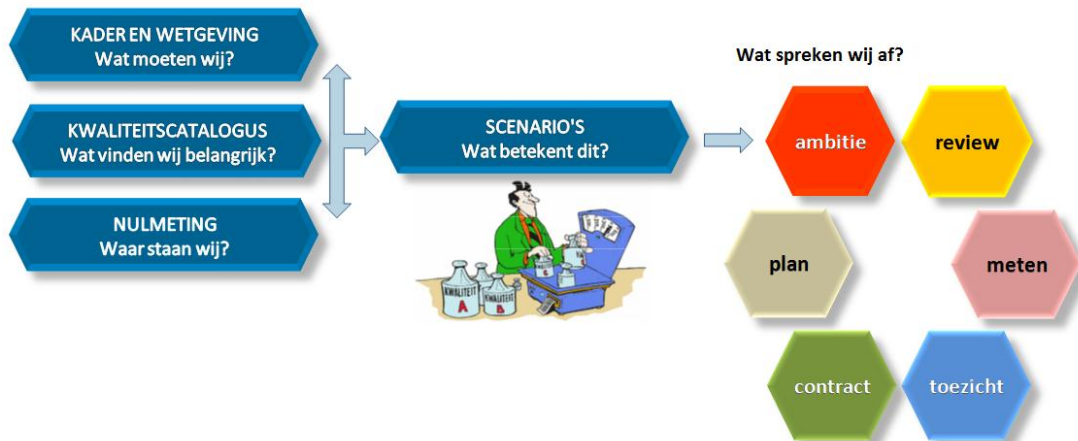 KADER EN WETGEVING
Wat moeten wij?
KWALITEITSCATALOGUS
Wat vinden wij belangrijk?
NULMETING
Waar staan wij?
SCENARIO'S
Wat betekent dit?
KWALITEIT
A
KWALITEIT
B
Wat spreken wij af?
ambitie
review
plan
meten
contract
toezicht